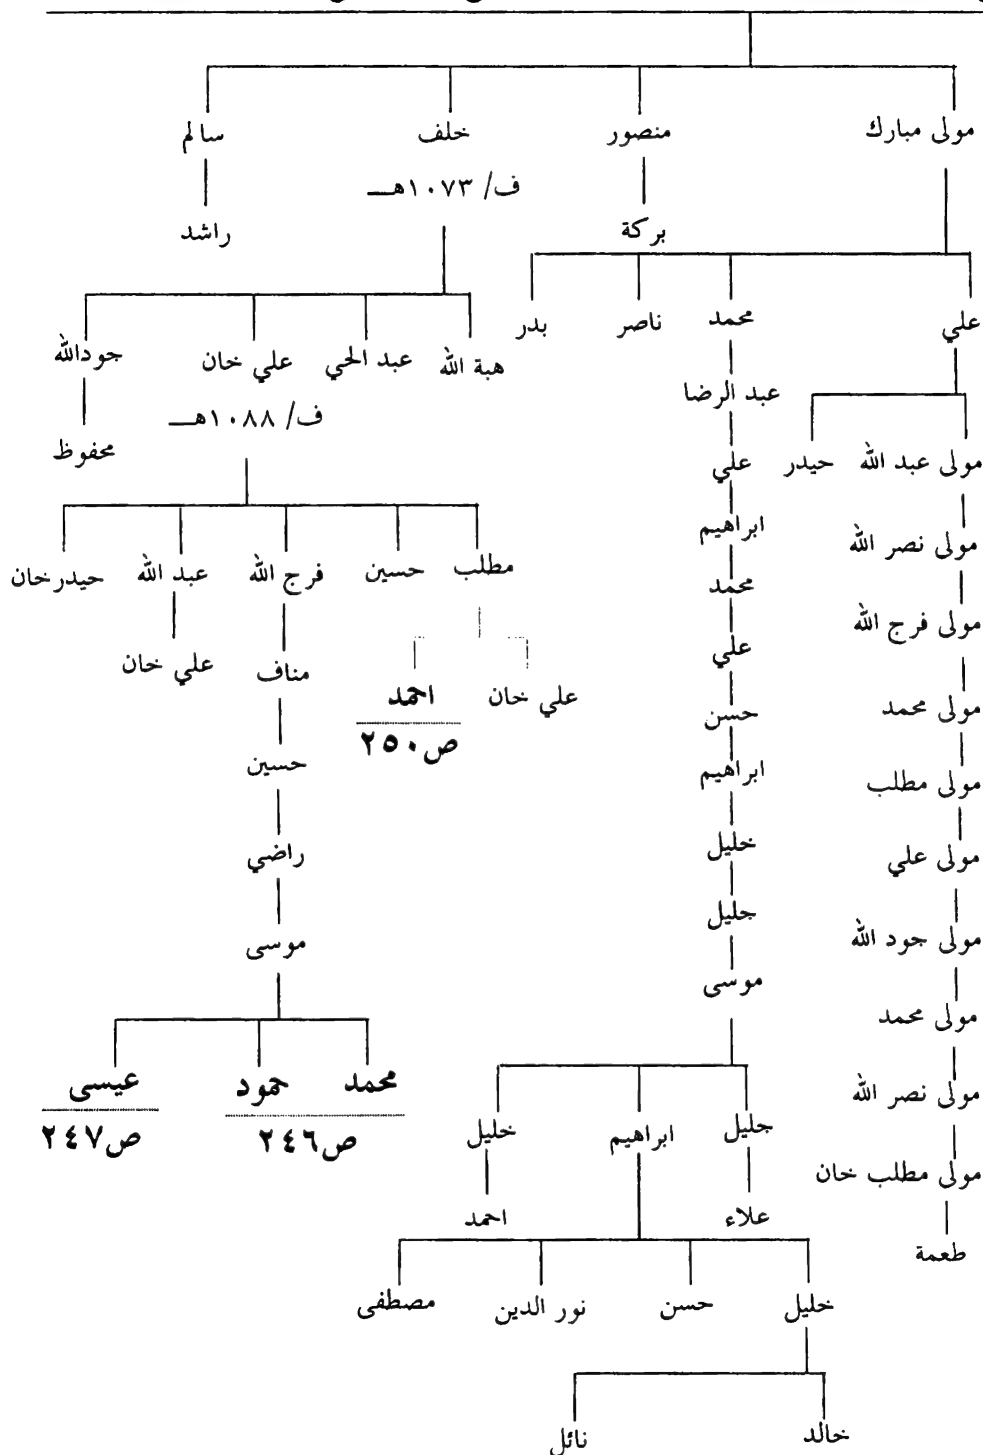 مولى مبارك منصور خلف سالم
ف/ ١٠٧٣هـ
بركة راشد
علي محمد ناصر بدر
هبة الله عبد الحي علي خان جودالله
عبد الرضا
ف/ ١٠٨٨هـ
مولى عبد الله حيدر علي محفوظ
ابراهيم
مولى نصر الله
مطلب حسين فرج الله عبد الله حيدرخان
محمد
مولى فرج الله
علي
علي خان احمد مناف علي خان
ص٢٥٠
مولى محمد حسن
حسين
ابراهيم
مولى مطلب
خليل
مولى علي راضي
جليل
مولى جود الله موسى
موسى
مولى محمد
محمد حمود عيسى
ص٢٤٦ ص٢٤٧
مولى نصر الله
جليل ابراهيم خليل
مولى مطلب خان
علاء احمد
طعمة
خليل حسن نور الدين مصطفى
خالد نائل